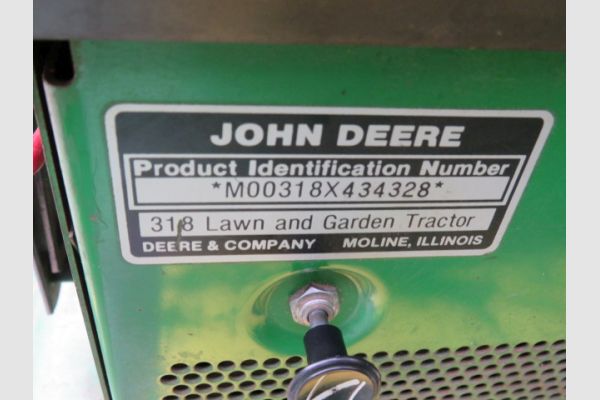 JOHN DEERE
Product Identification Number
*M00318X434328*
318 Lawn and Garden Tractor
DEERE & COMPANY MOLINE, ILLINOIS